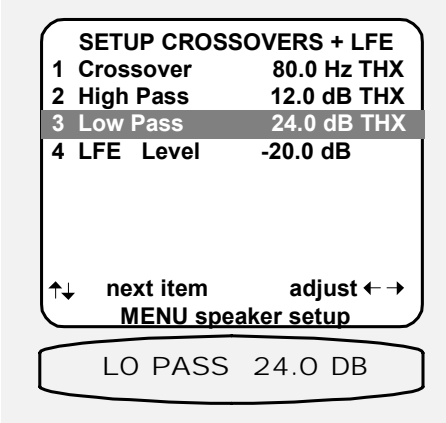 SETUP CROSSOVERS + LFE
1 Crossover 80.0 Hz THX
2 High Pass 12.0 dB THX
3 Low Pass 24.0 dB THX
4 LFE Level -20.0 dB
↑↓ next item adjust ←→
MENU speaker setup
LO PASS 24.0 DB